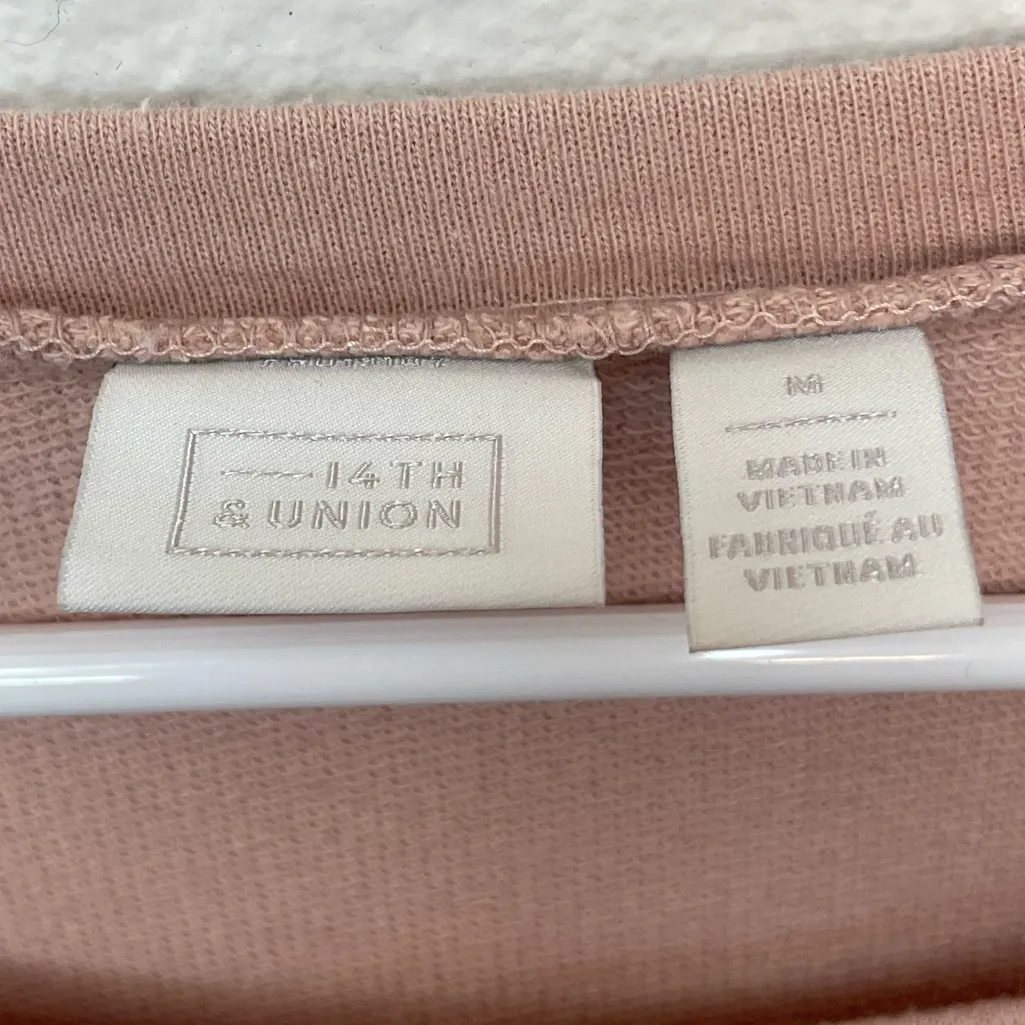 14TH
& UNION
M
MADE IN
VIETNAM
FABRIQUÉ AU
VIETNAM